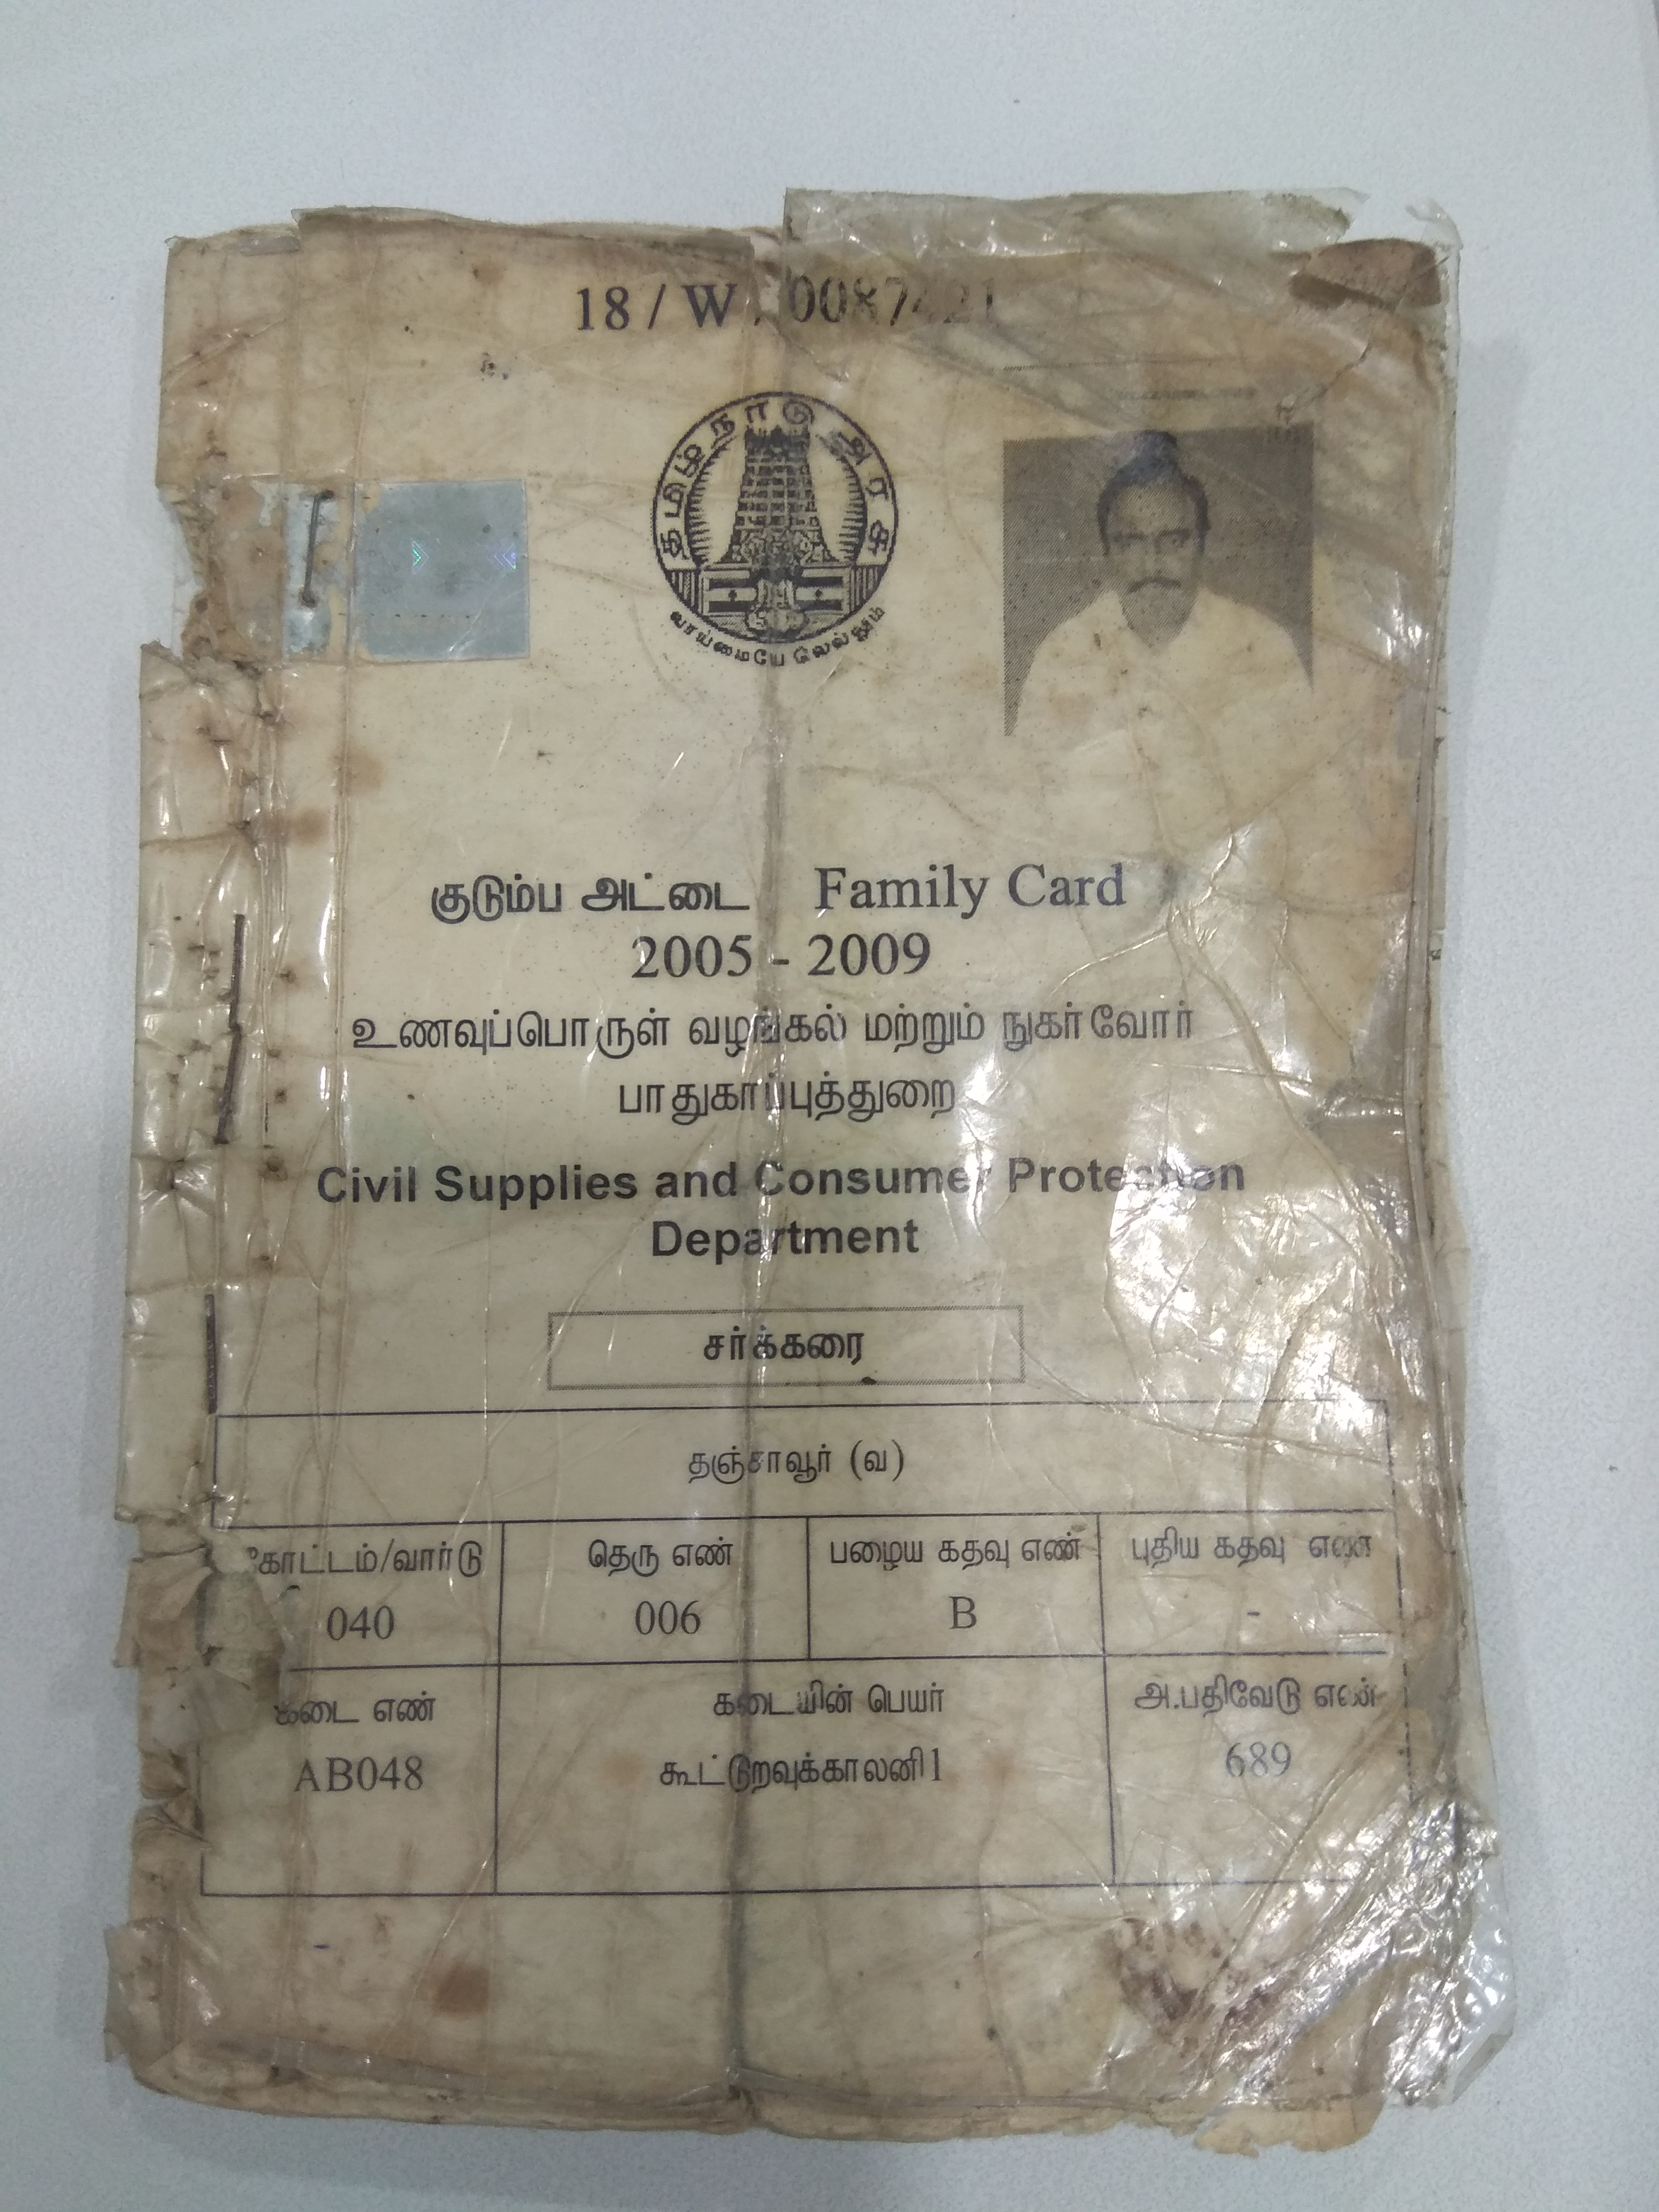 18 / W . 0087421
தமிழ்நாடு அரசு
வாய்மையே வெல்லும்
குடும்ப அட்டை Family Card
2005 - 2009
உணவுப்பொருள் வழங்கல் மற்றும் நுகர்வோர்
பாதுகாப்புத்துறை
Civil Supplies and Consumer Protection
Department
சர்க்கரை
தஞ்சாவூர் (வ)
கோட்டம்/வார்டு தெரு எண் பழைய கதவு எண் புதிய கதவு எண்
040 006 B -
கடை எண் கடையின் பெயர் அ.பதிவேடு எண்
AB048 கூட்டுறவுக்காலனி1 689